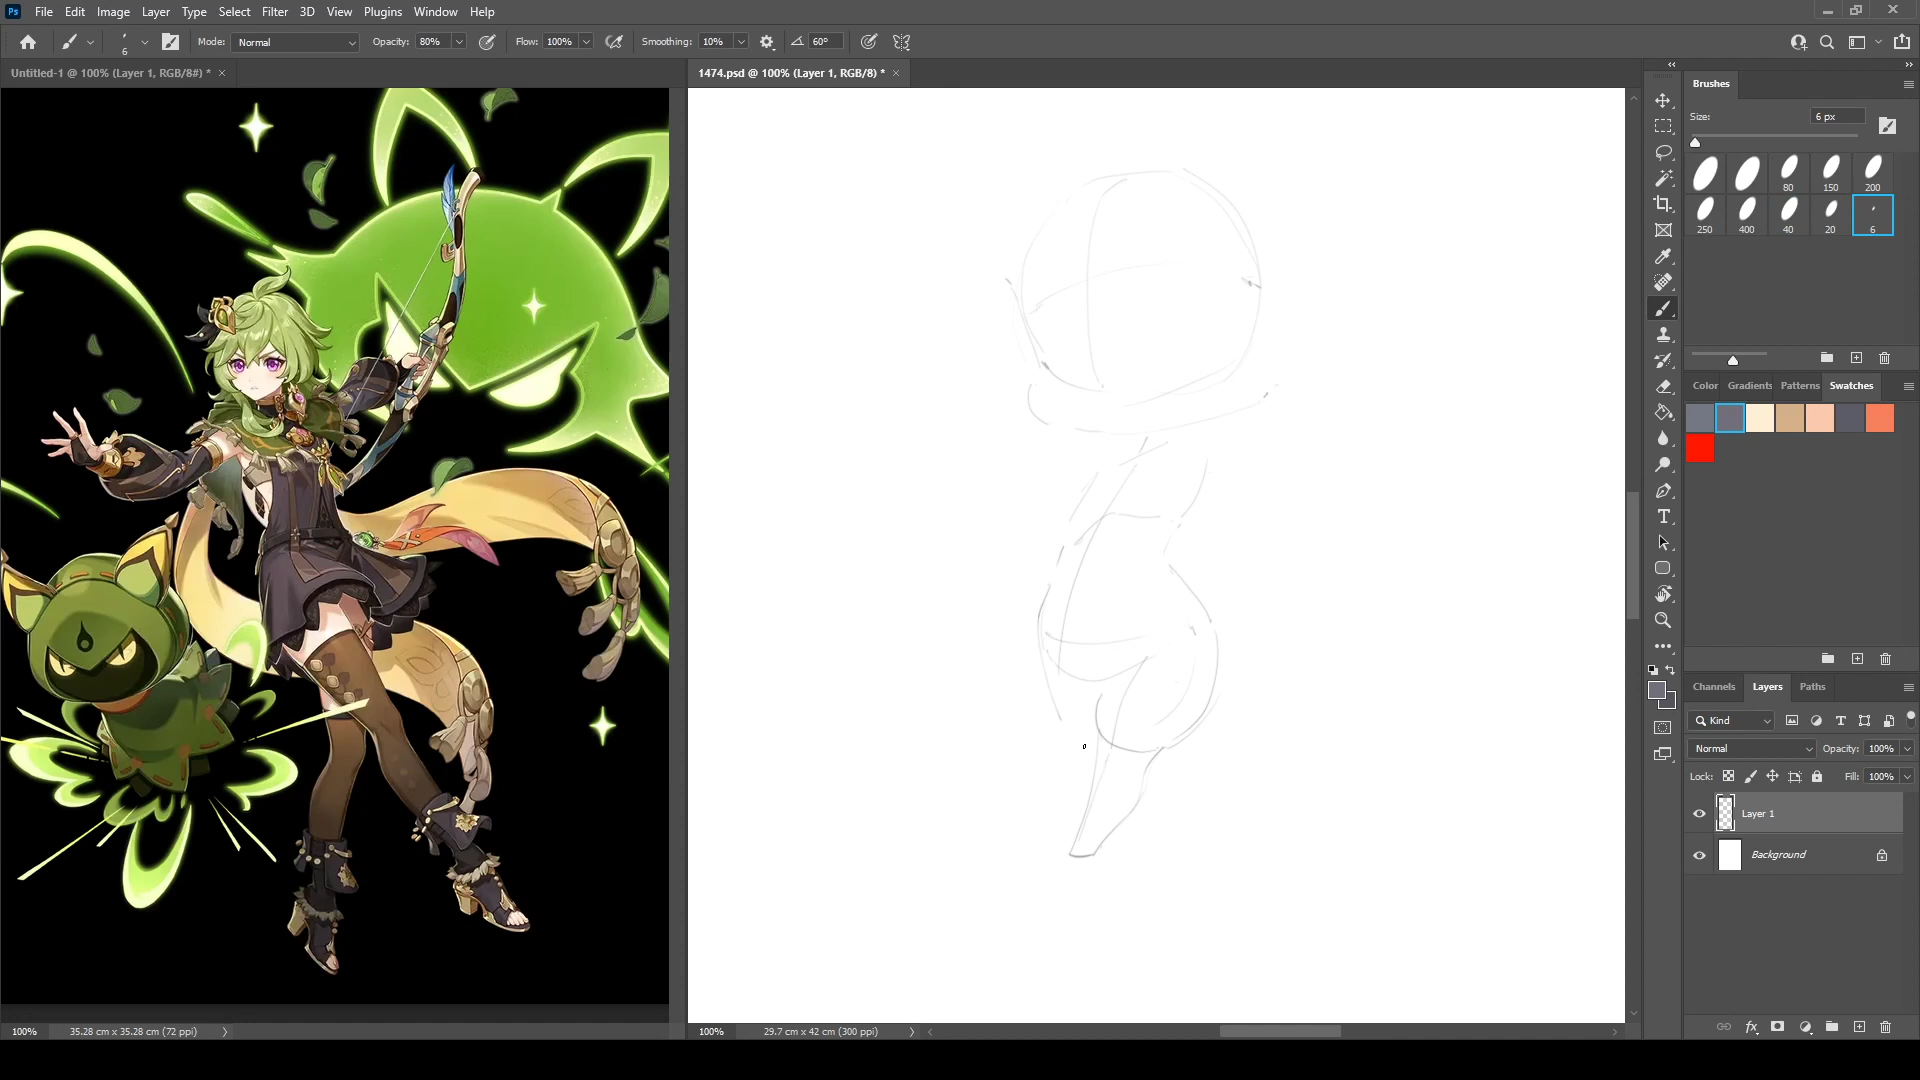 Ps File Edit Image Layer Type Select Filter 3D View Plugins Window Help
6 Mode: Normal Opacity: 80% Flow: 100% Smoothing: 10% 60°
Untitled-1 @ 100% (Layer 1, RGB/8#) * ×
1474.psd @ 100% (Layer 1, RGB/8) * ×
Brushes
Size: 6 px
80 150 200
250 400 40 20 6
Color Gradients Patterns Swatches
Channels Layers Paths
Kind
Normal Opacity: 100%
Lock: Fill: 100%
Layer 1
Background
100% 35.28 cm x 35.28 cm (72 ppi)
100% 29.7 cm x 42 cm (300 ppi)